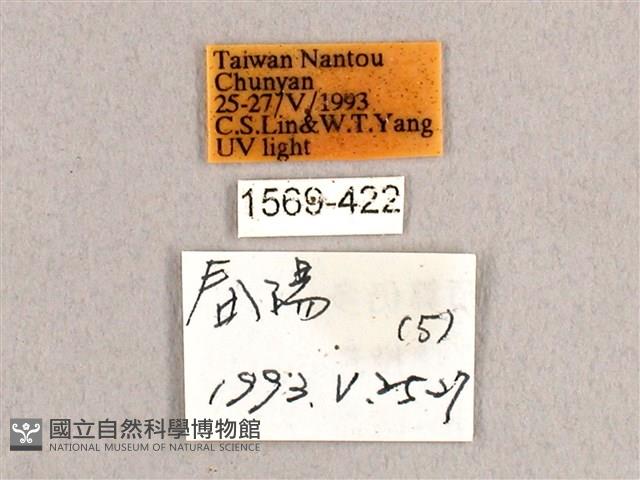 Taiwan Nantou
Chunyan
25-27/V/1993
C.S.Lin&W.T.Yang
UV light
1569-422
春陽
(5)
1993.V.25-27
國立自然科學博物館
NATIONAL MUSEUM OF NATURAL SCIENCE